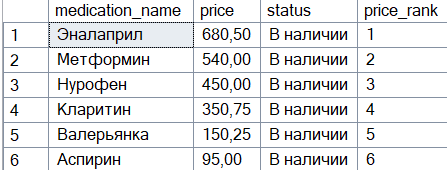 medication_name price status price_rank
1 Эналаприл 680,50 В наличии 1
2 Метформин 540,00 В наличии 2
3 Нурофен 450,00 В наличии 3
4 Кларитин 350,75 В наличии 4
5 Валерьянка 150,25 В наличии 5
6 Аспирин 95,00 В наличии 6